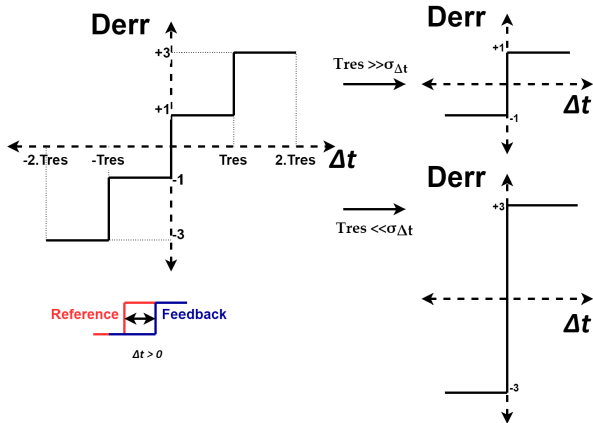 Derr
+3
+1
-2.Tres
-Tres
Tres
2.Tres
Δt
-1
-3
Reference
Feedback
Δt > 0
Tres >>σΔt
Derr
+1
-1
Δt
Tres <<σΔt
Derr
+3
Δt
-3